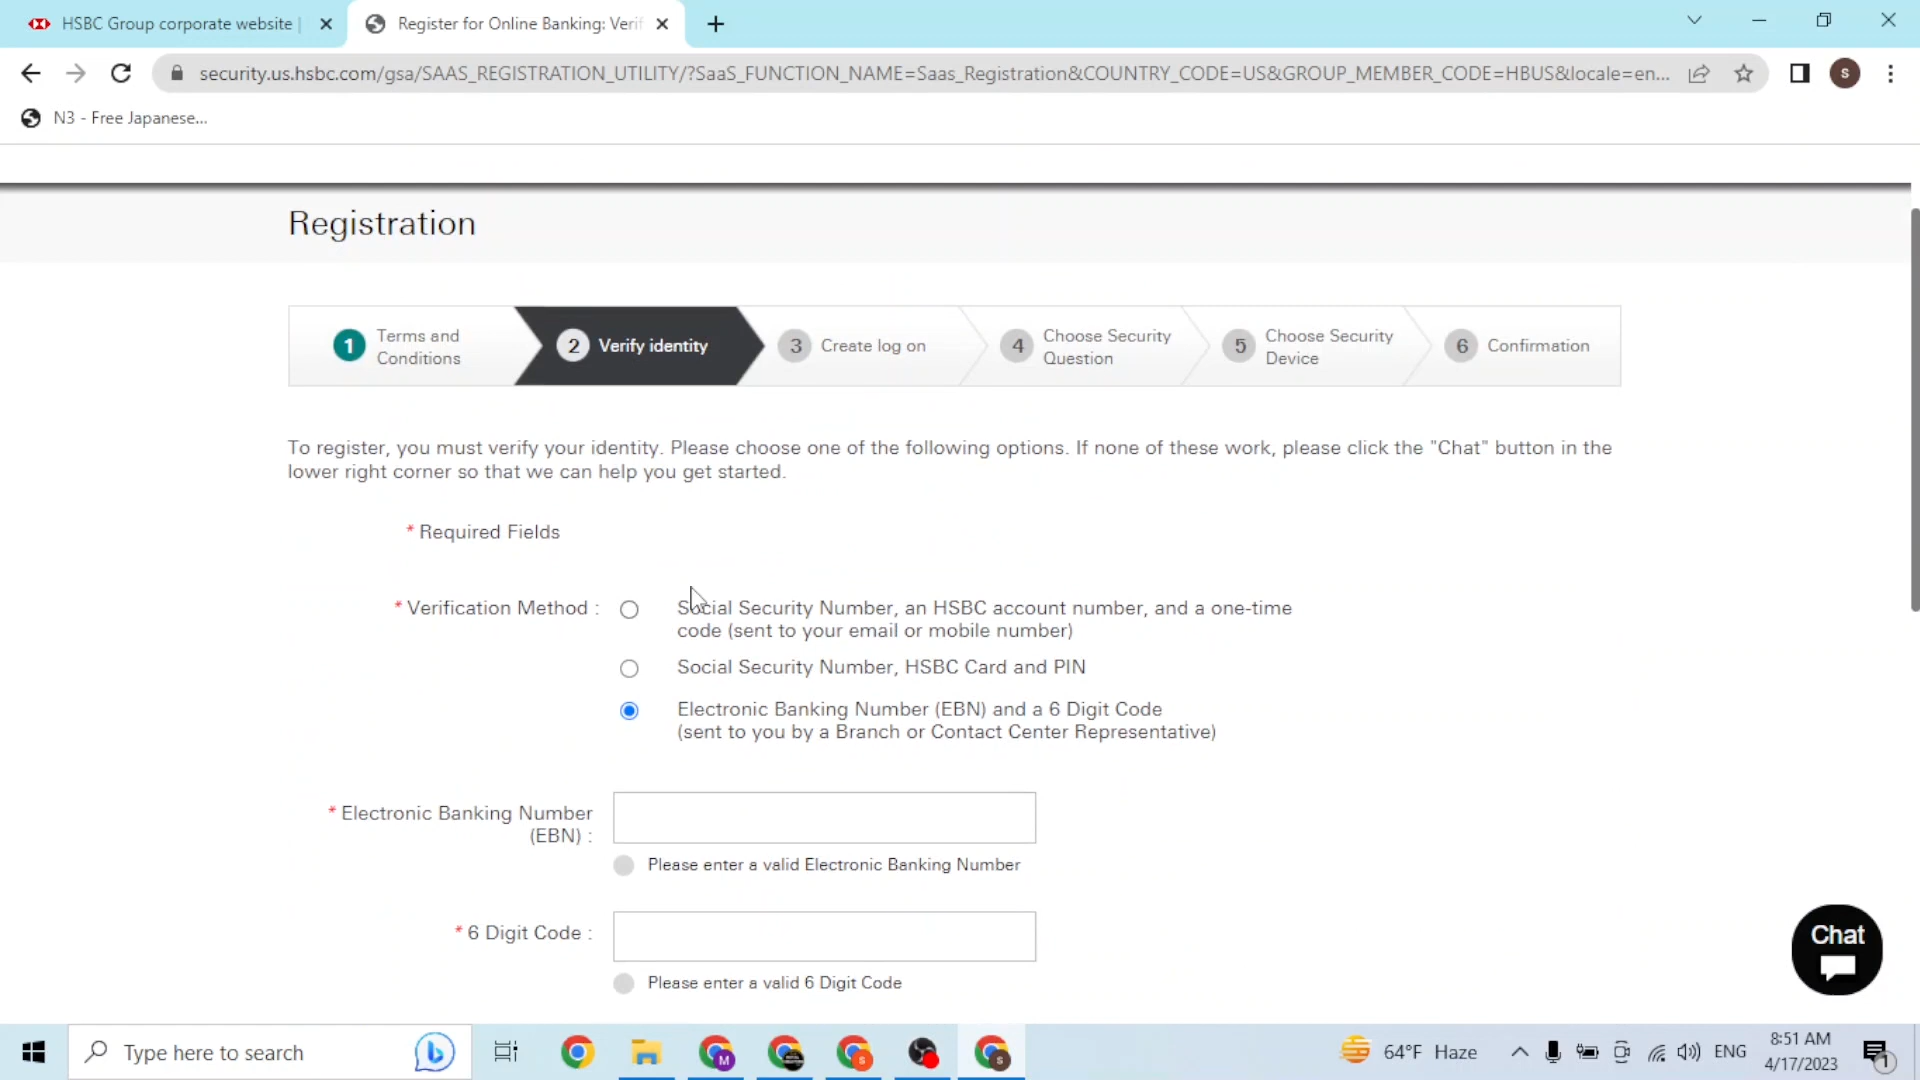 HSBC Group corporate website |
Register for Online Banking: Verif
security.us.hsbc.com/gsa/SAAS_REGISTRATION_UTILITY/?SaaS_FUNCTION_NAME=Saas_Registration&COUNTRY_CODE=US&GROUP_MEMBER_CODE=HBUS&locale=en...
S
N3 - Free Japanese...
Registration
1 Terms and
Conditions
2 Verify identity
3 Create log on
4 Choose Security
Question
5 Choose Security
Device
6 Confirmation
To register, you must verify your identity. Please choose one of the following options. If none of these work, please click the "Chat" button in the
lower right corner so that we can help you get started.
* Required Fields
* Verification Method :
Social Security Number, an HSBC account number, and a one-time
code (sent to your email or mobile number)
Social Security Number, HSBC Card and PIN
Electronic Banking Number (EBN) and a 6 Digit Code
(sent to you by a Branch or Contact Center Representative)
* Electronic Banking Number
(EBN) :
Please enter a valid Electronic Banking Number
* 6 Digit Code :
Please enter a valid 6 Digit Code
Chat
Type here to search
M
S
S
64°F Haze
ENG
8:51 AM
4/17/2023
1